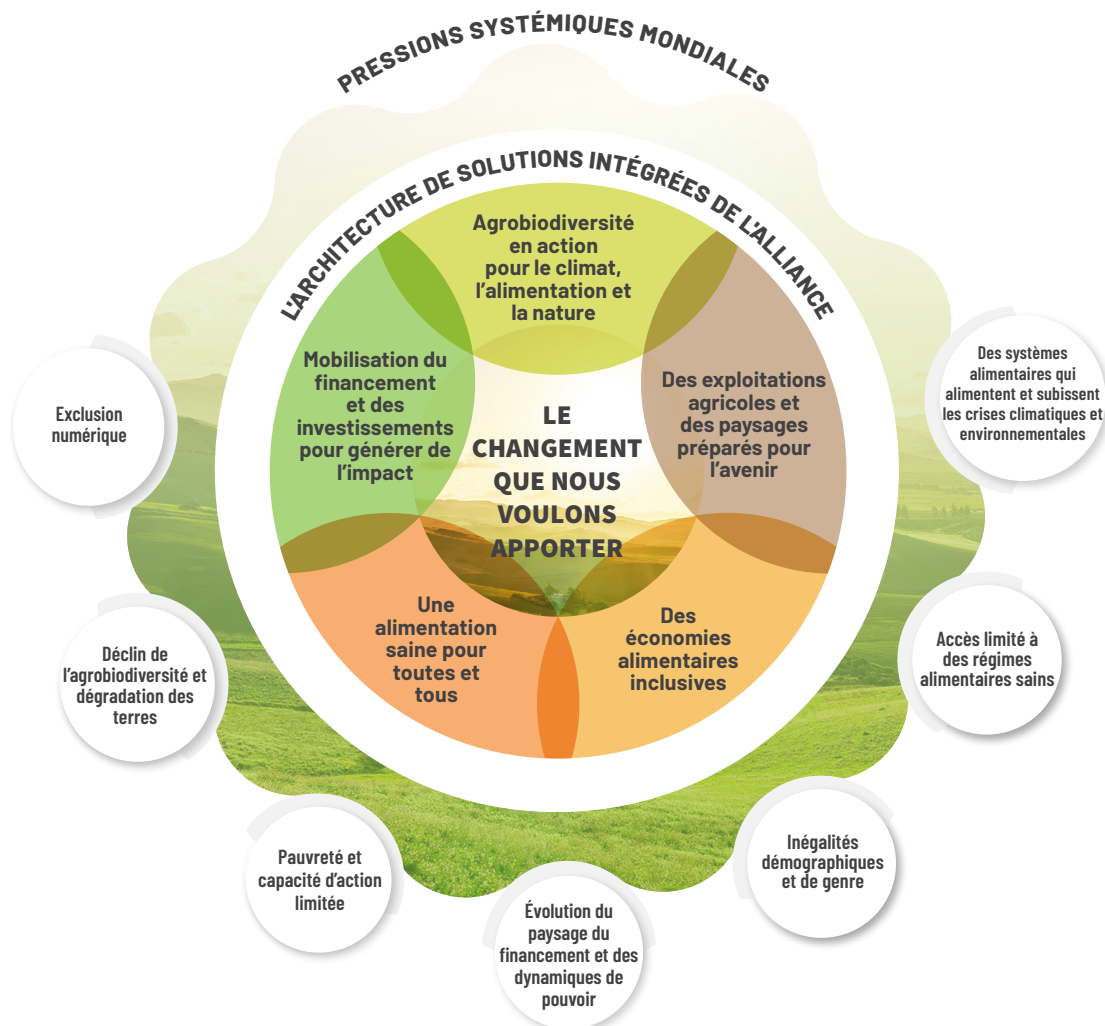 PRESSIONS SYSTÉMIQUES MONDIALES
L'ARCHITECTURE DE SOLUTIONS INTÉGRÉES DE L'ALLIANCE
Agrobiodiversité
en action
pour le climat,
l’alimentation et
la nature
Mobilisation du
financement
et des
investissements
pour générer de
l’impact
Des exploitations
agricoles et
des paysages
préparés pour
l’avenir
LE
CHANGEMENT
QUE NOUS
VOULONS
APPORTER
Une
alimentation
saine pour
toutes et
tous
Des
économies
alimentaires
inclusives
Exclusion
numérique
Des systèmes
alimentaires qui
alimentent et subissent
les crises climatiques et
environnementales
Déclin de
l’agrobiodiversité et
dégradation des
terres
Accès limité à
des régimes
alimentaires sains
Pauvreté et
capacité d’action
limitée
Inégalités
démographiques
et de genre
Évolution du
paysage du
financement et des
dynamiques de
pouvoir